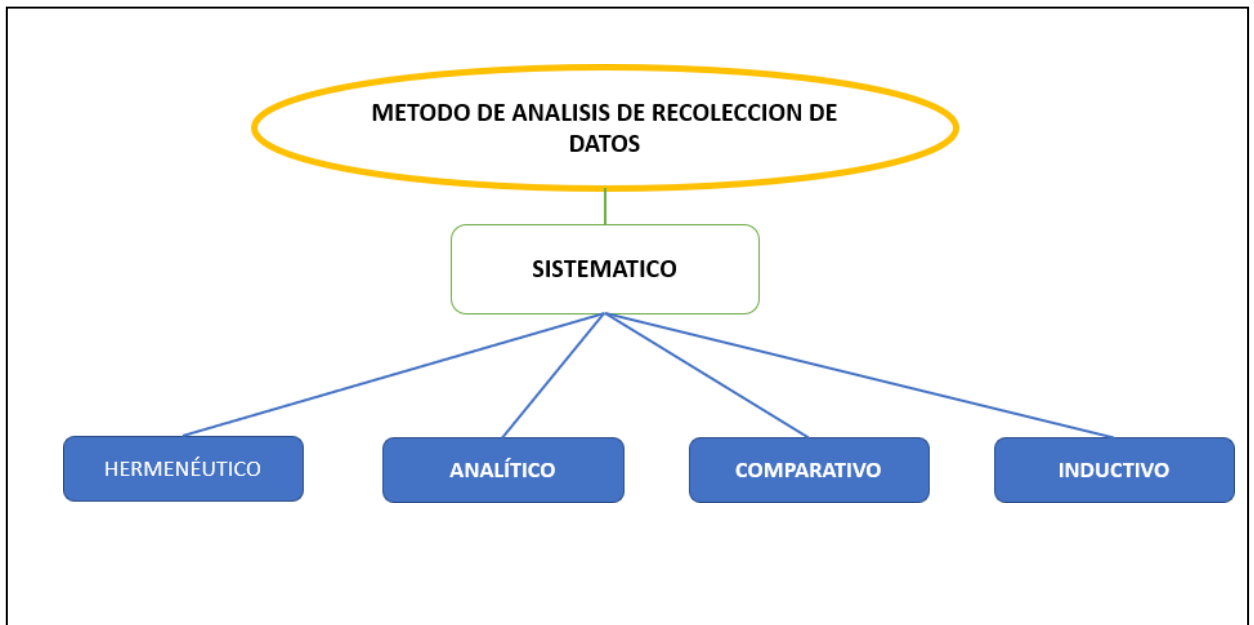 METODO DE ANALISIS DE RECOLECCION DE
DATOS
SISTEMATICO
HERMENÉUTICO
ANALÍTICO
COMPARATIVO
INDUCTIVO